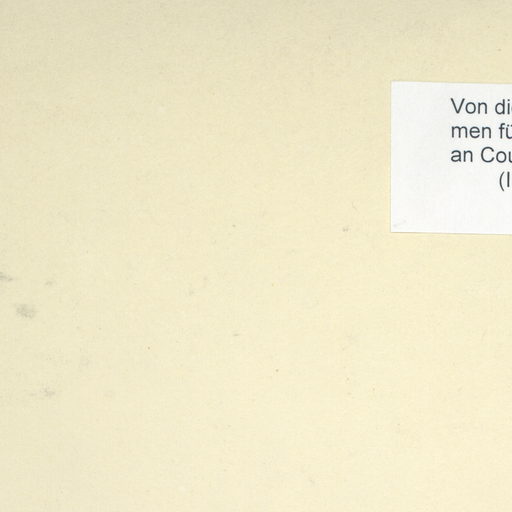 Von di
men fü
an Cou
(I